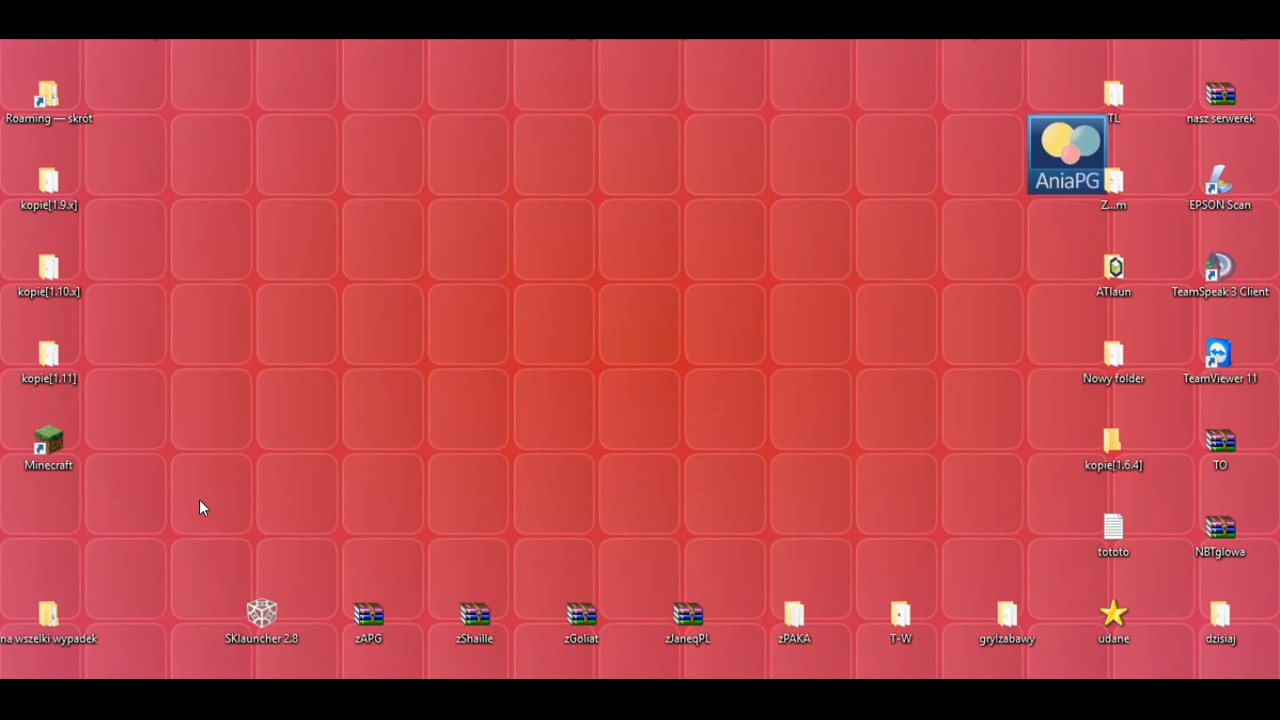 Roaming — skrót
TL
nasz serwerek
AniaPG
kopie[1.9.x]
Z...m
EPSON Scan
kopie[1.10.x]
ATlaun
TeamSpeak 3 Client
kopie[1.11]
Nowy folder
TeamViewer 11
Minecraft
kopie[1.6.4]
TO
tototo
NBTglowa
na wszelki wypadek
SKlauncher 2.8
zAPG
zShaille
zGoliat
zJaneqPL
zPAKA
T-W
gryIzabawy
udane
dzisiaj